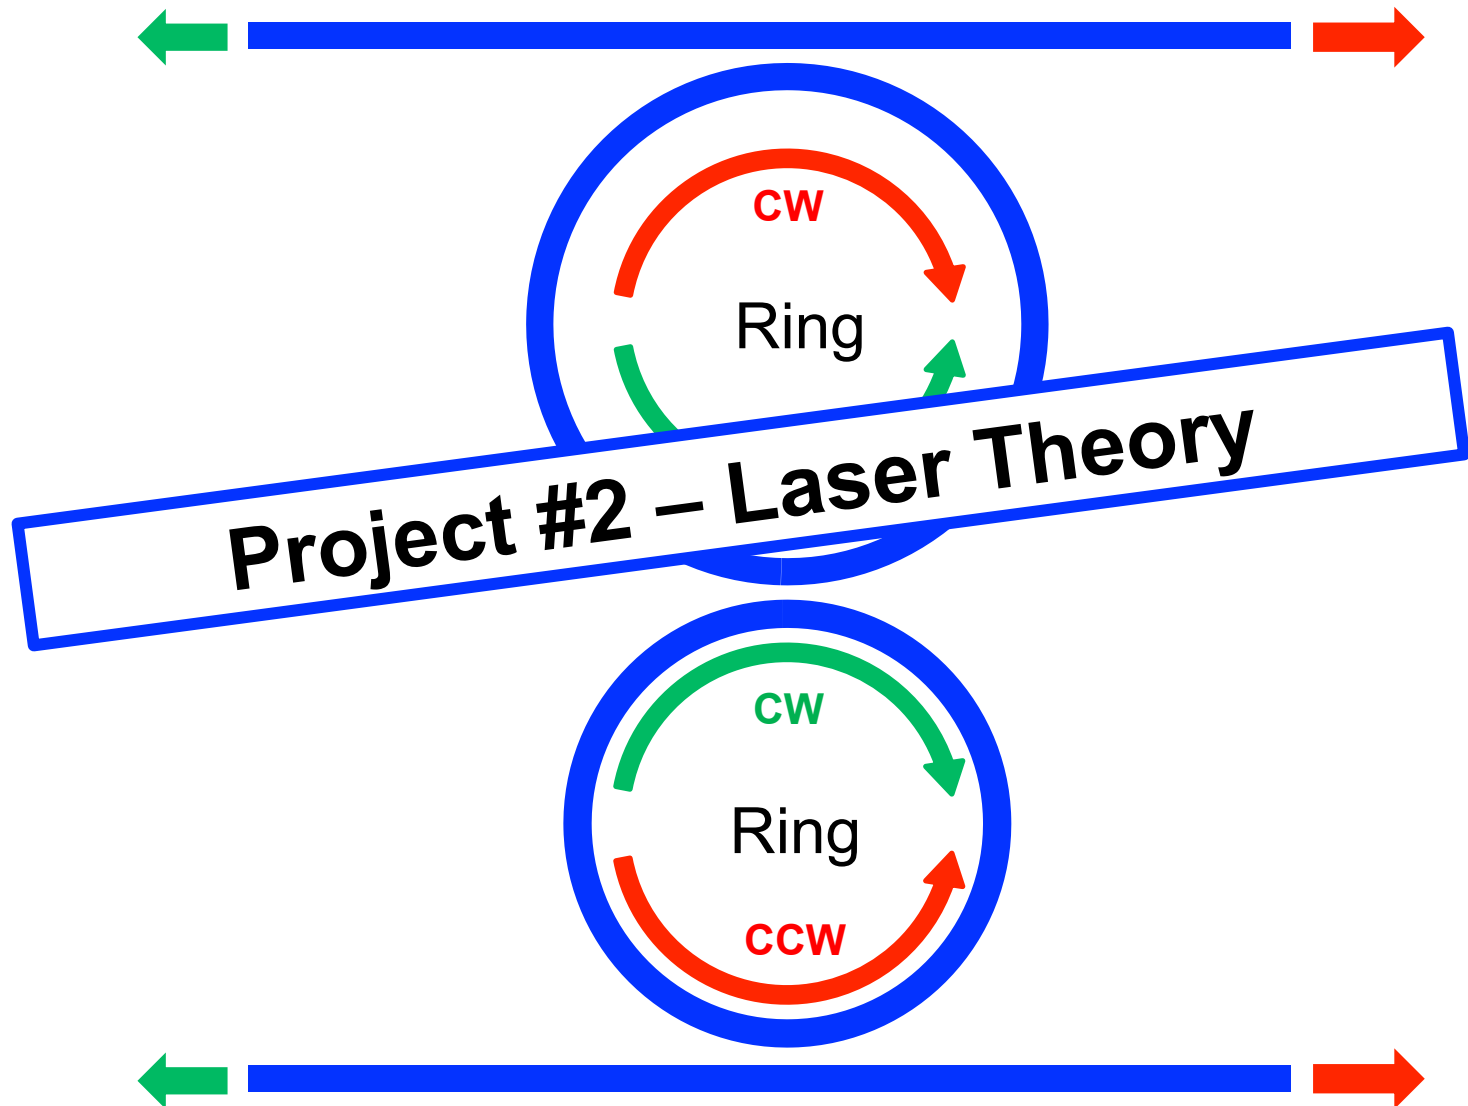 CW
Ring
Project #2 – Laser Theory
CW
Ring
CCW